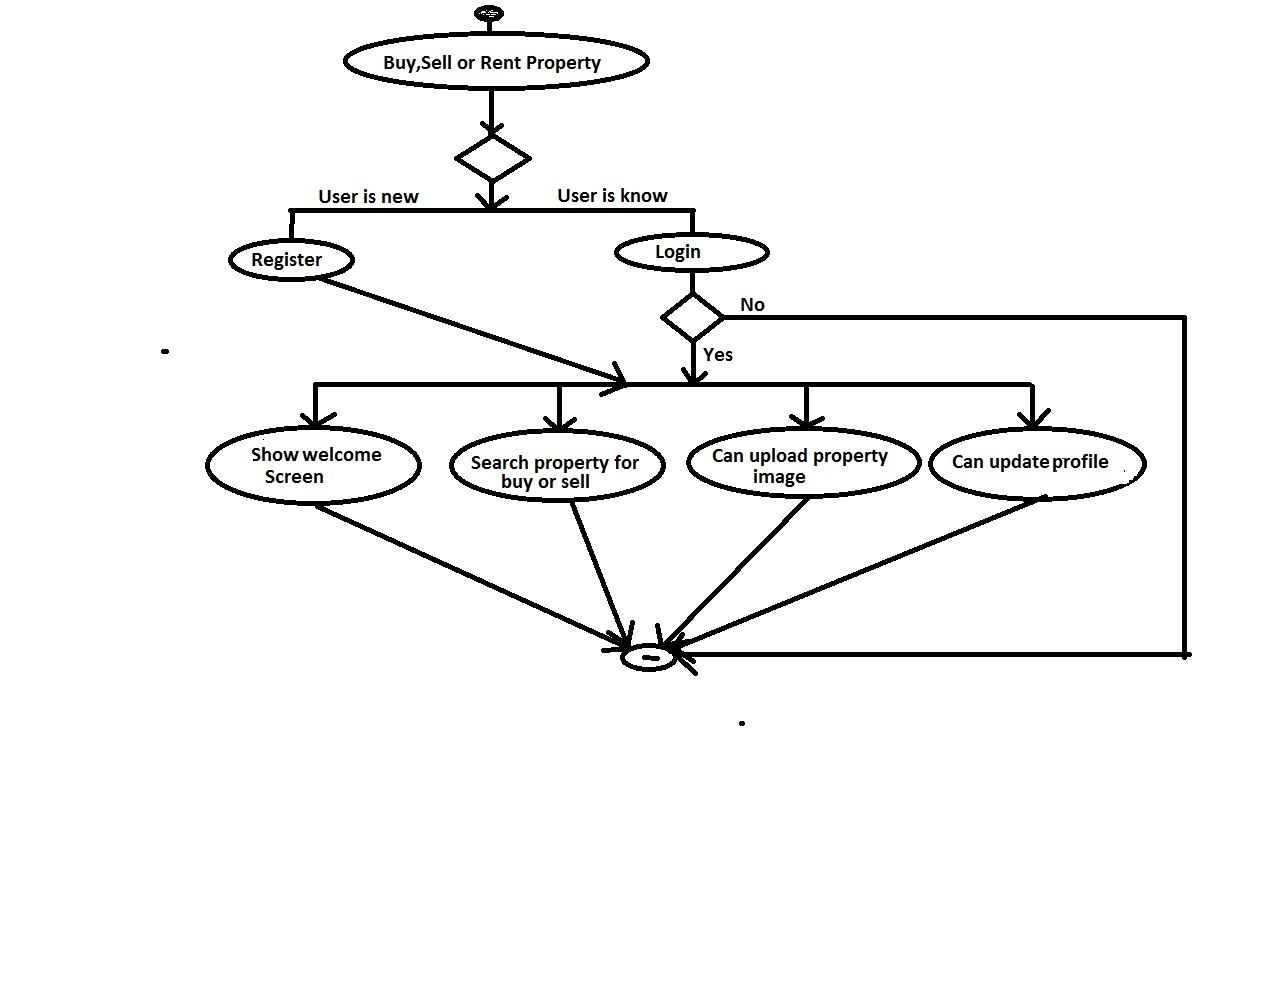 Buy,Sell or Rent Property
User is new
User is know
Register
Login
No
Yes
Show welcome
Screen
Search property for
buy or sell
Can upload property
image
Can update profile